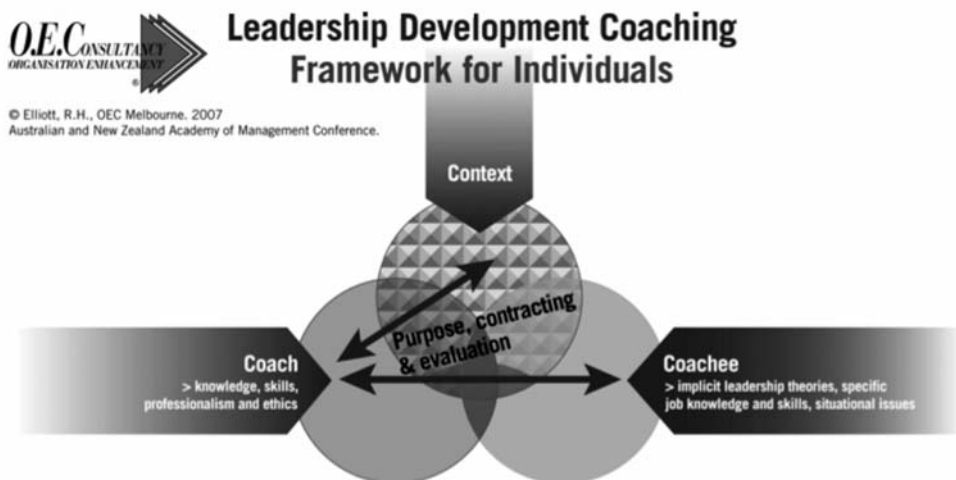 O.E.CONSULTANCY
ORGANISATION ENHANCEMENT
®
Leadership Development Coaching
Framework for Individuals
© Elliott, R.H., OEC Melbourne. 2007
Australian and New Zealand Academy of Management Conference.
Context
Purpose, contracting
& evaluation
Coach
> knowledge, skills,
professionalism and ethics
Coachee
> implicit leadership theories, specific
job knowledge and skills, situational issues